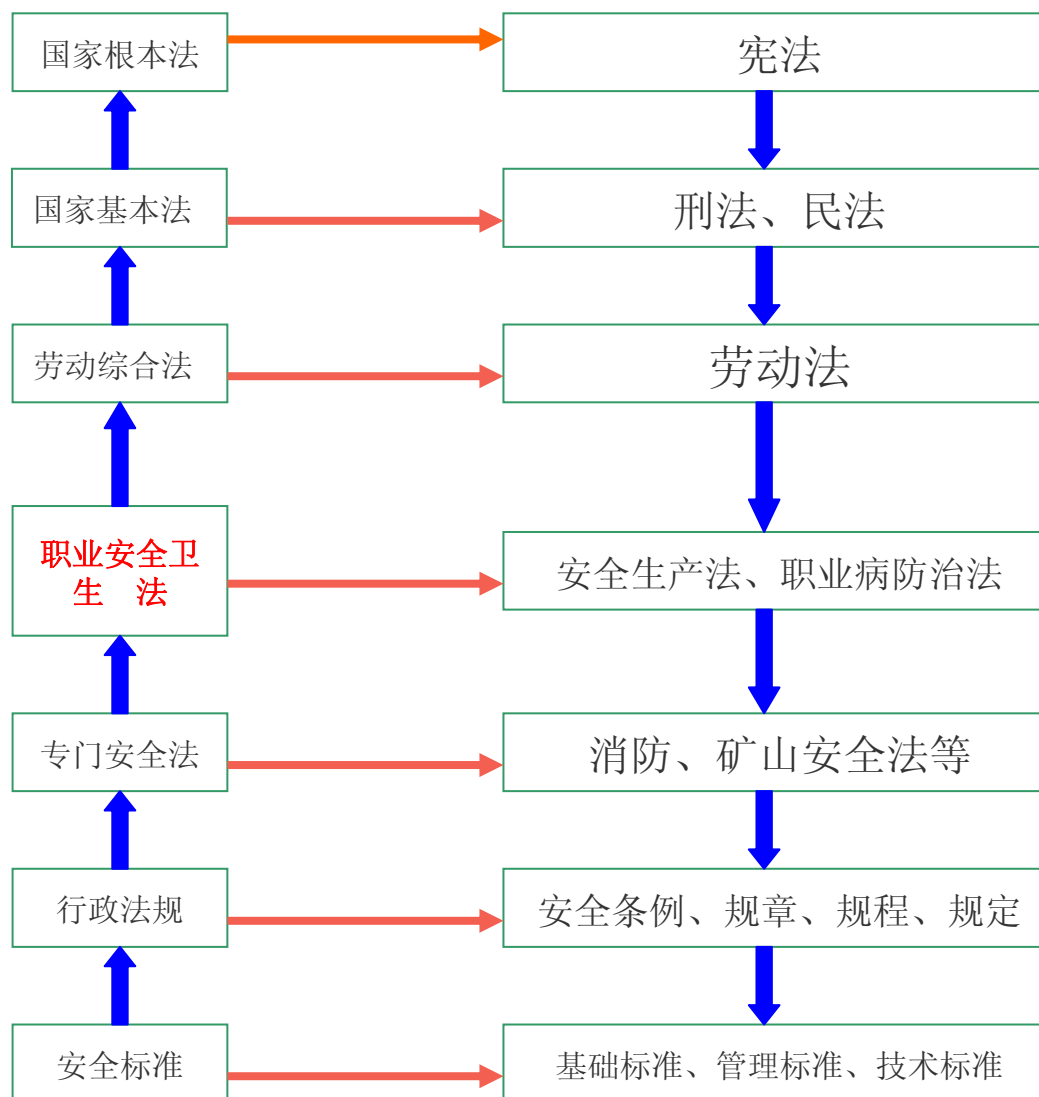 国家根本法
宪法
国家基本法
刑法、民法
劳动综合法
劳动法
职业安全卫
生 法
安全生产法、职业病防治法
专门安全法
消防、矿山安全法等
行政法规
安全条例、规章、规程、规定
安全标准
基础标准、管理标准、技术标准